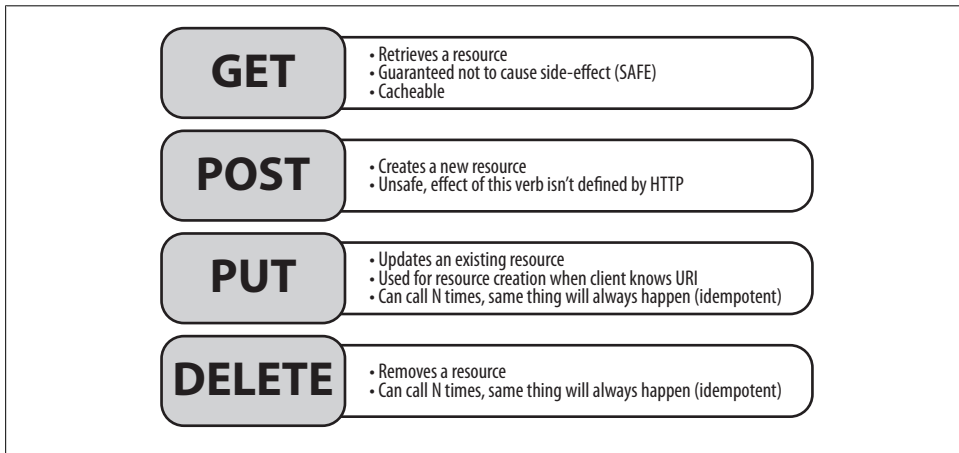 GET
• Retrieves a resource
• Guaranteed not to cause side-effect (SAFE)
• Cacheable
POST
• Creates a new resource
• Unsafe, effect of this verb isn't defined by HTTP
PUT
• Updates an existing resource
• Used for resource creation when client knows URI
• Can call N times, same thing will always happen (idempotent)
DELETE
• Removes a resource
• Can call N times, same thing will always happen (idempotent)